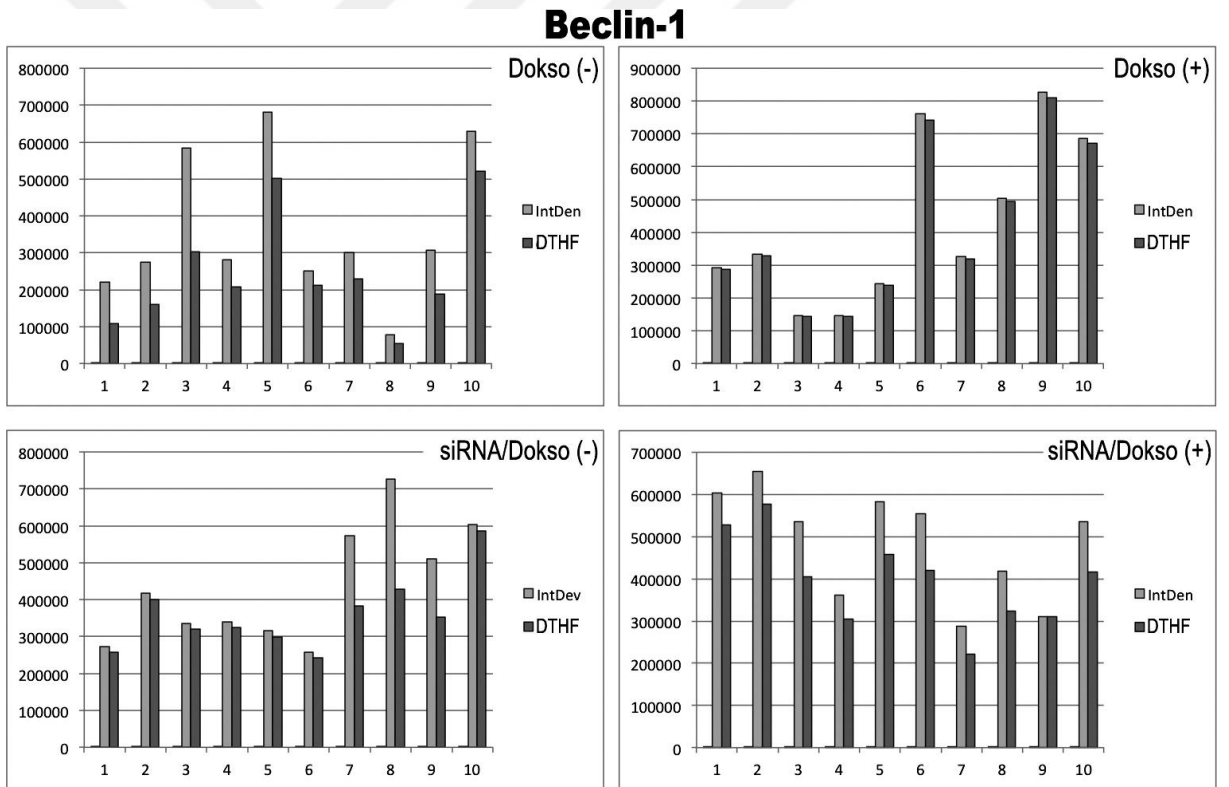 Beclin-1
Dokso (-)
800000
700000
600000
500000
400000
300000
200000
100000
0
1 2 3 4 5 6 7 8 9 10
IntDen
DTHF
Dokso (+)
900000
800000
700000
600000
500000
400000
300000
200000
100000
0
1 2 3 4 5 6 7 8 9 10
IntDen
DTHF
siRNA/Dokso (-)
800000
700000
600000
500000
400000
300000
200000
100000
0
1 2 3 4 5 6 7 8 9 10
IntDev
DTHF
siRNA/Dokso (+)
700000
600000
500000
400000
300000
200000
100000
0
1 2 3 4 5 6 7 8 9 10
IntDen
DTHF